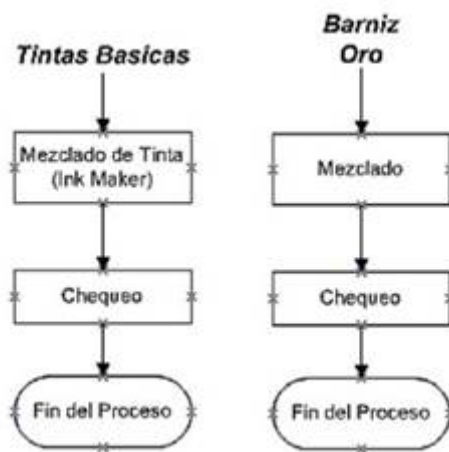 Tintas Basicas
Mezclado de Tinta
(Ink Maker)
Chequeo
Fin del Proceso
Barniz
Oro
Mezclado
Chequeo
Fin del Proceso